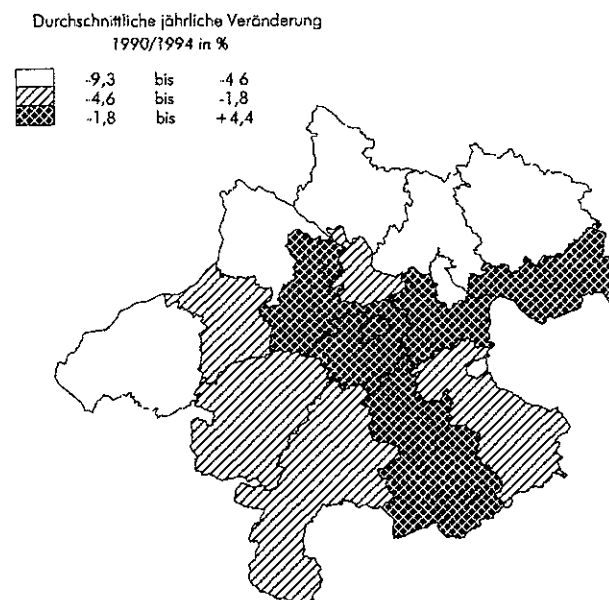 Durchschnittliche jährliche Veränderung
1990/1994 in %
-9,3 bis -4 6
-4,6 bis -1,8
-1,8 bis +4,4